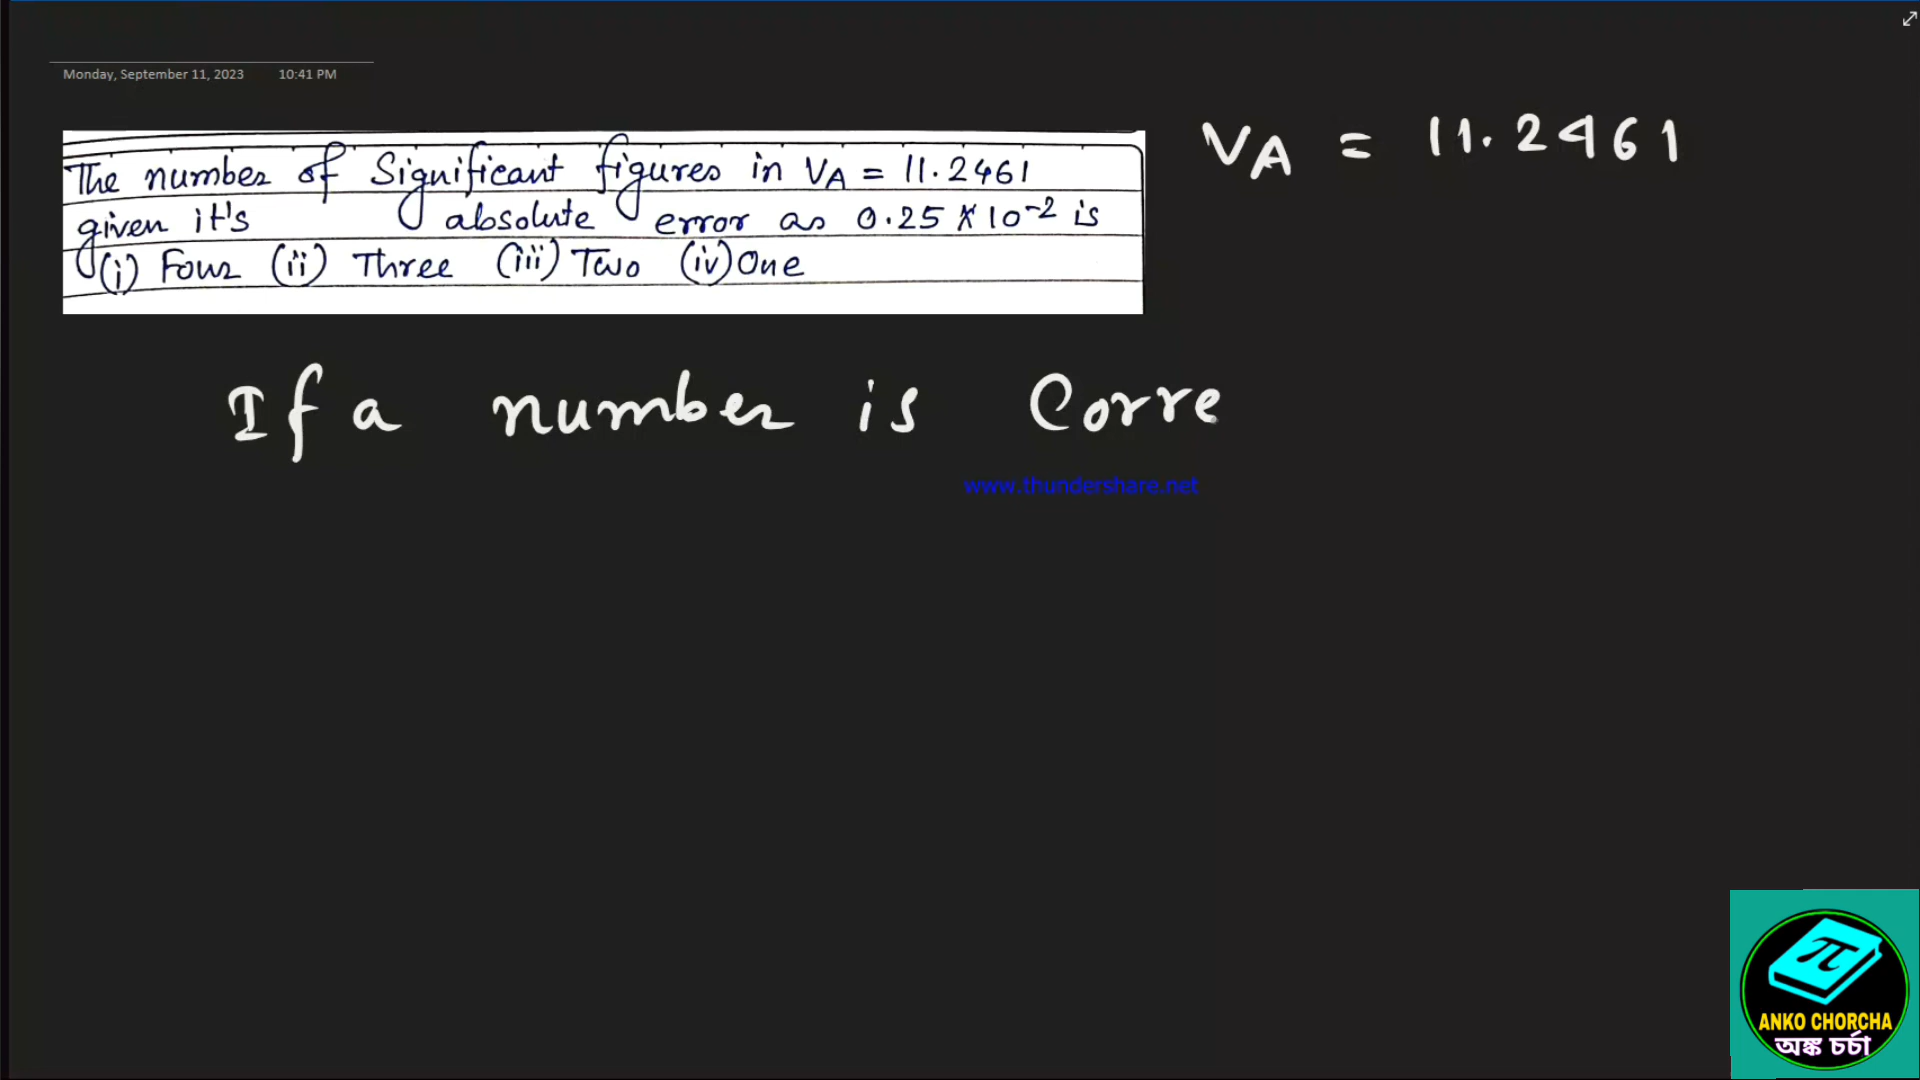 Monday, September 11, 2023 10:41 PM
The number of Significant figures in VA = 11.2461
given it's absolute error as 0.25 × 10-2 is
(i) Four (ii) Three (iii) Two (iv) One
VA = 11.2461
If a number is Corre
www.thundershare.net
π
ANKO CHORCHA
অঙ্ক চর্চা